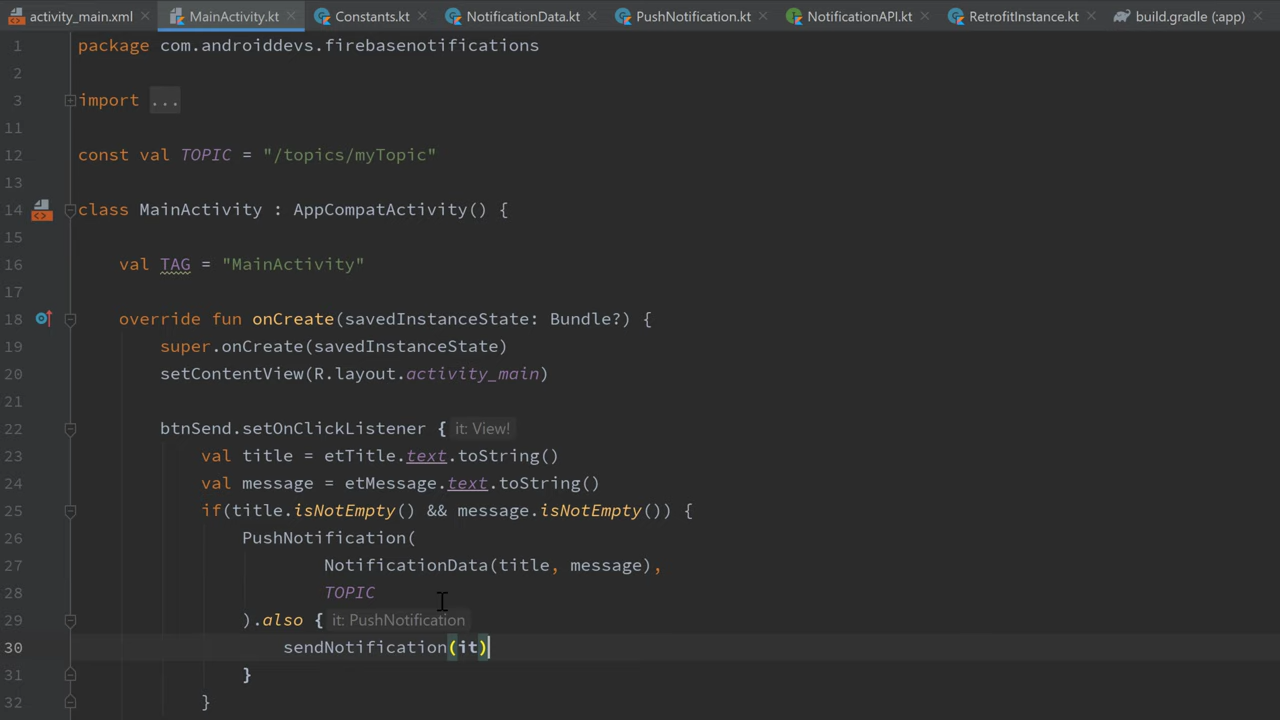 activity_main.xml MainActivity.kt Constants.kt NotificationData.kt PushNotification.kt NotificationAPI.kt RetrofitInstance.kt build.gradle (:app)
1 package com.androiddevs.firebasenotifications
2
3 import ...
11
12 const val TOPIC = "/topics/myTopic"
13
14 class MainActivity : AppCompatActivity() {
15
16 val TAG = "MainActivity"
17
18 override fun onCreate(savedInstanceState: Bundle?) {
19 super.onCreate(savedInstanceState)
20 setContentView(R.layout.activity_main)
21
22 btnSend.setOnClickListener { it: View!
23 val title = etTitle.text.toString()
24 val message = etMessage.text.toString()
25 if(title.isNotEmpty() && message.isNotEmpty()) {
26 PushNotification(
27 NotificationData(title, message),
28 TOPIC
29 ).also { it: PushNotification
30 sendNotification(it)
31 }
32 }